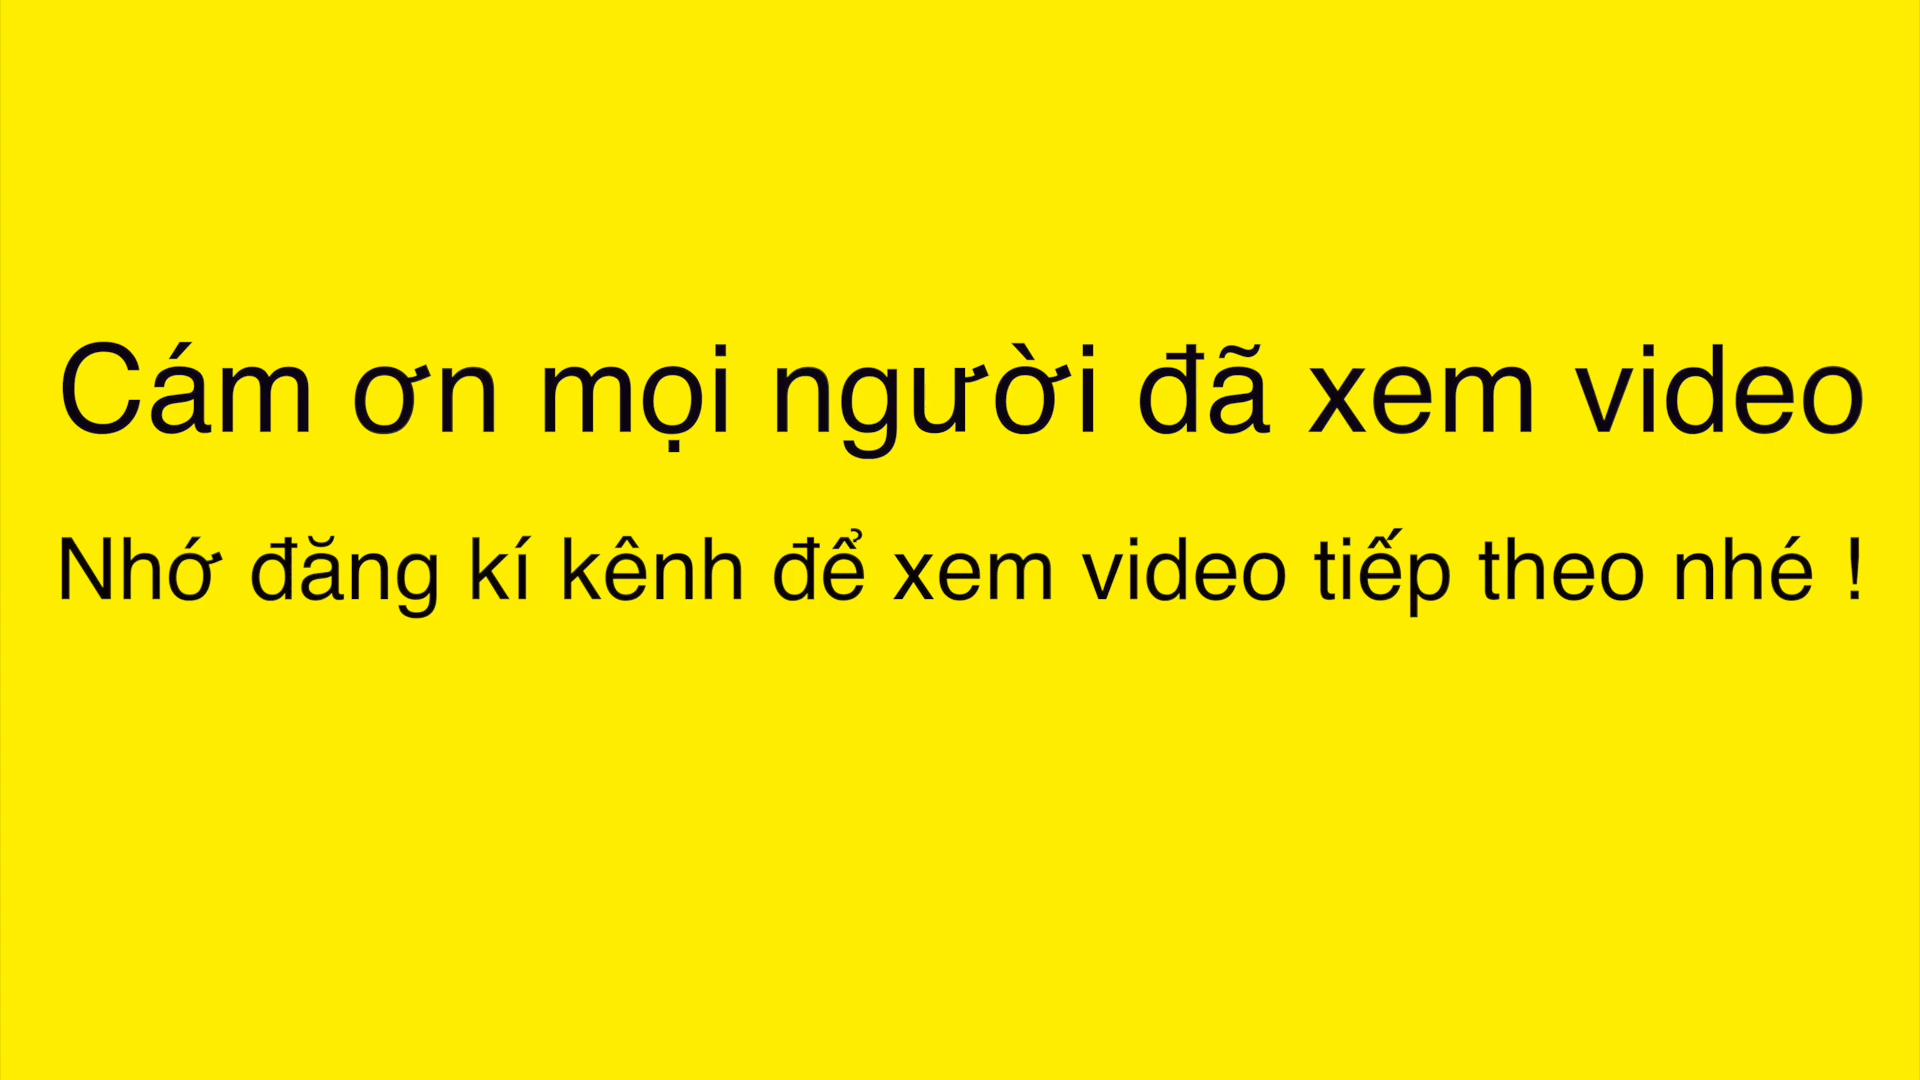 Cám ơn mọi người đã xem video
Nhớ đăng kí kênh để xem video tiếp theo nhé !